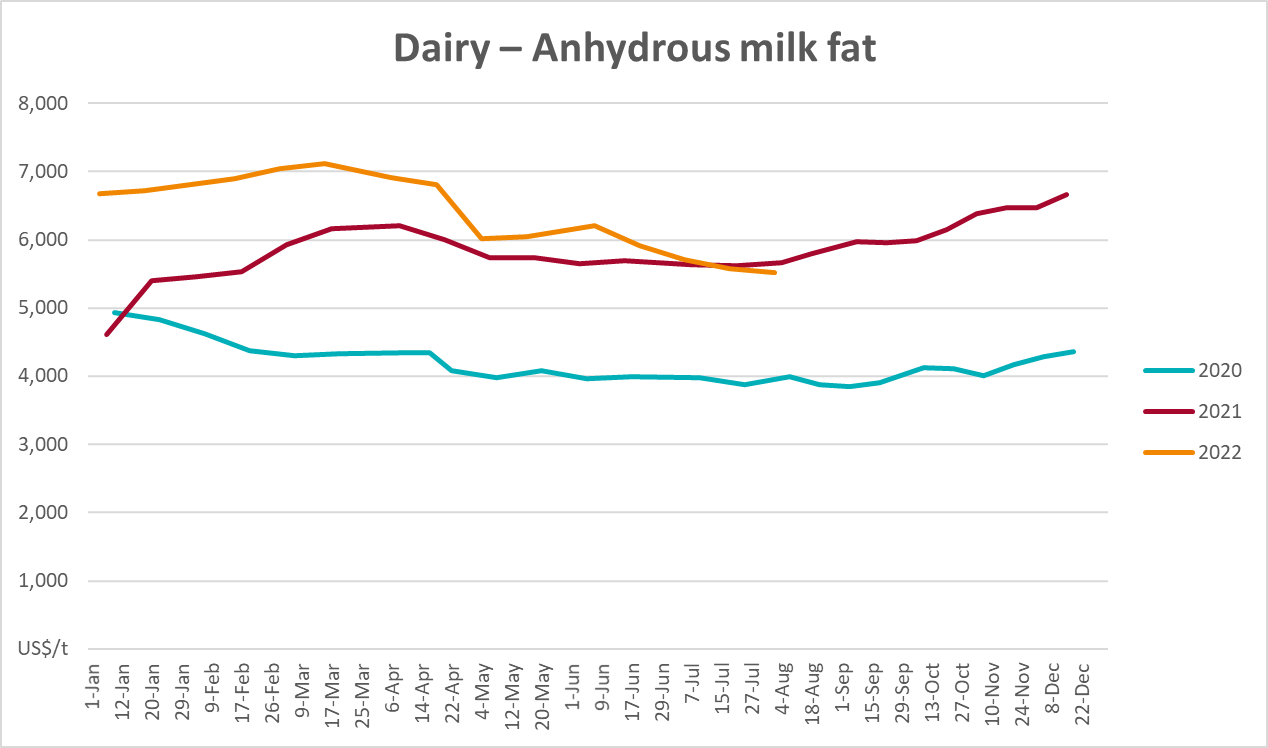 Dairy – Anhydrous milk fat
8,000
7,000
6,000
5,000
4,000
3,000
2,000
1,000
US$/t
1-Jan
12-Jan
20-Jan
29-Jan
9-Feb
17-Feb
26-Feb
9-Mar
17-Mar
25-Mar
6-Apr
14-Apr
22-Apr
4-May
12-May
20-May
1-Jun
9-Jun
17-Jun
29-Jun
7-Jul
15-Jul
27-Jul
4-Aug
18-Aug
1-Sep
15-Sep
29-Sep
13-Oct
27-Oct
10-Nov
24-Nov
8-Dec
22-Dec
2020
2021
2022